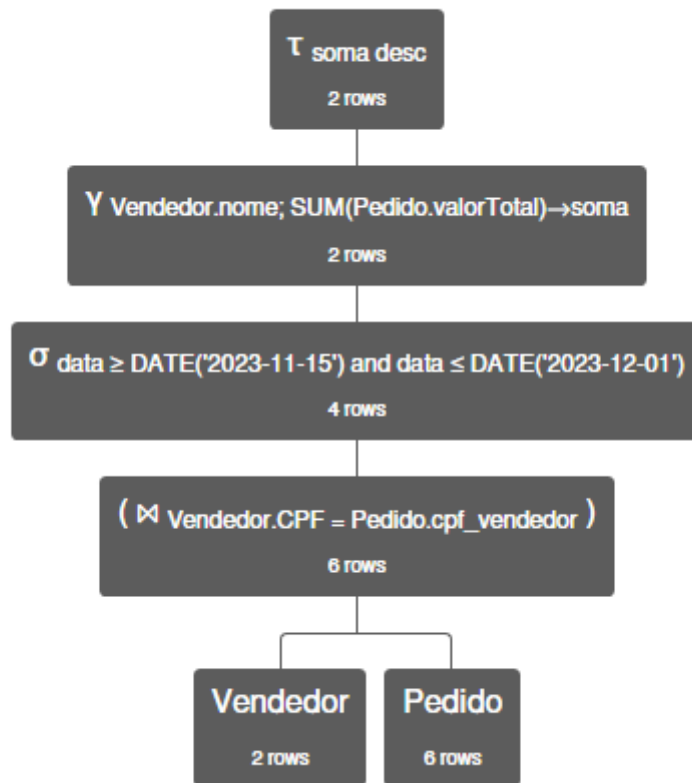 τ soma desc
2 rows
γ Vendedor.nome; SUM(Pedido.valorTotal)→soma
2 rows
σ data ≥ DATE('2023-11-15') and data ≤ DATE('2023-12-01')
4 rows
( ⋈ Vendedor.CPF = Pedido.cpf_vendedor )
6 rows
Vendedor Pedido
2 rows 6 rows